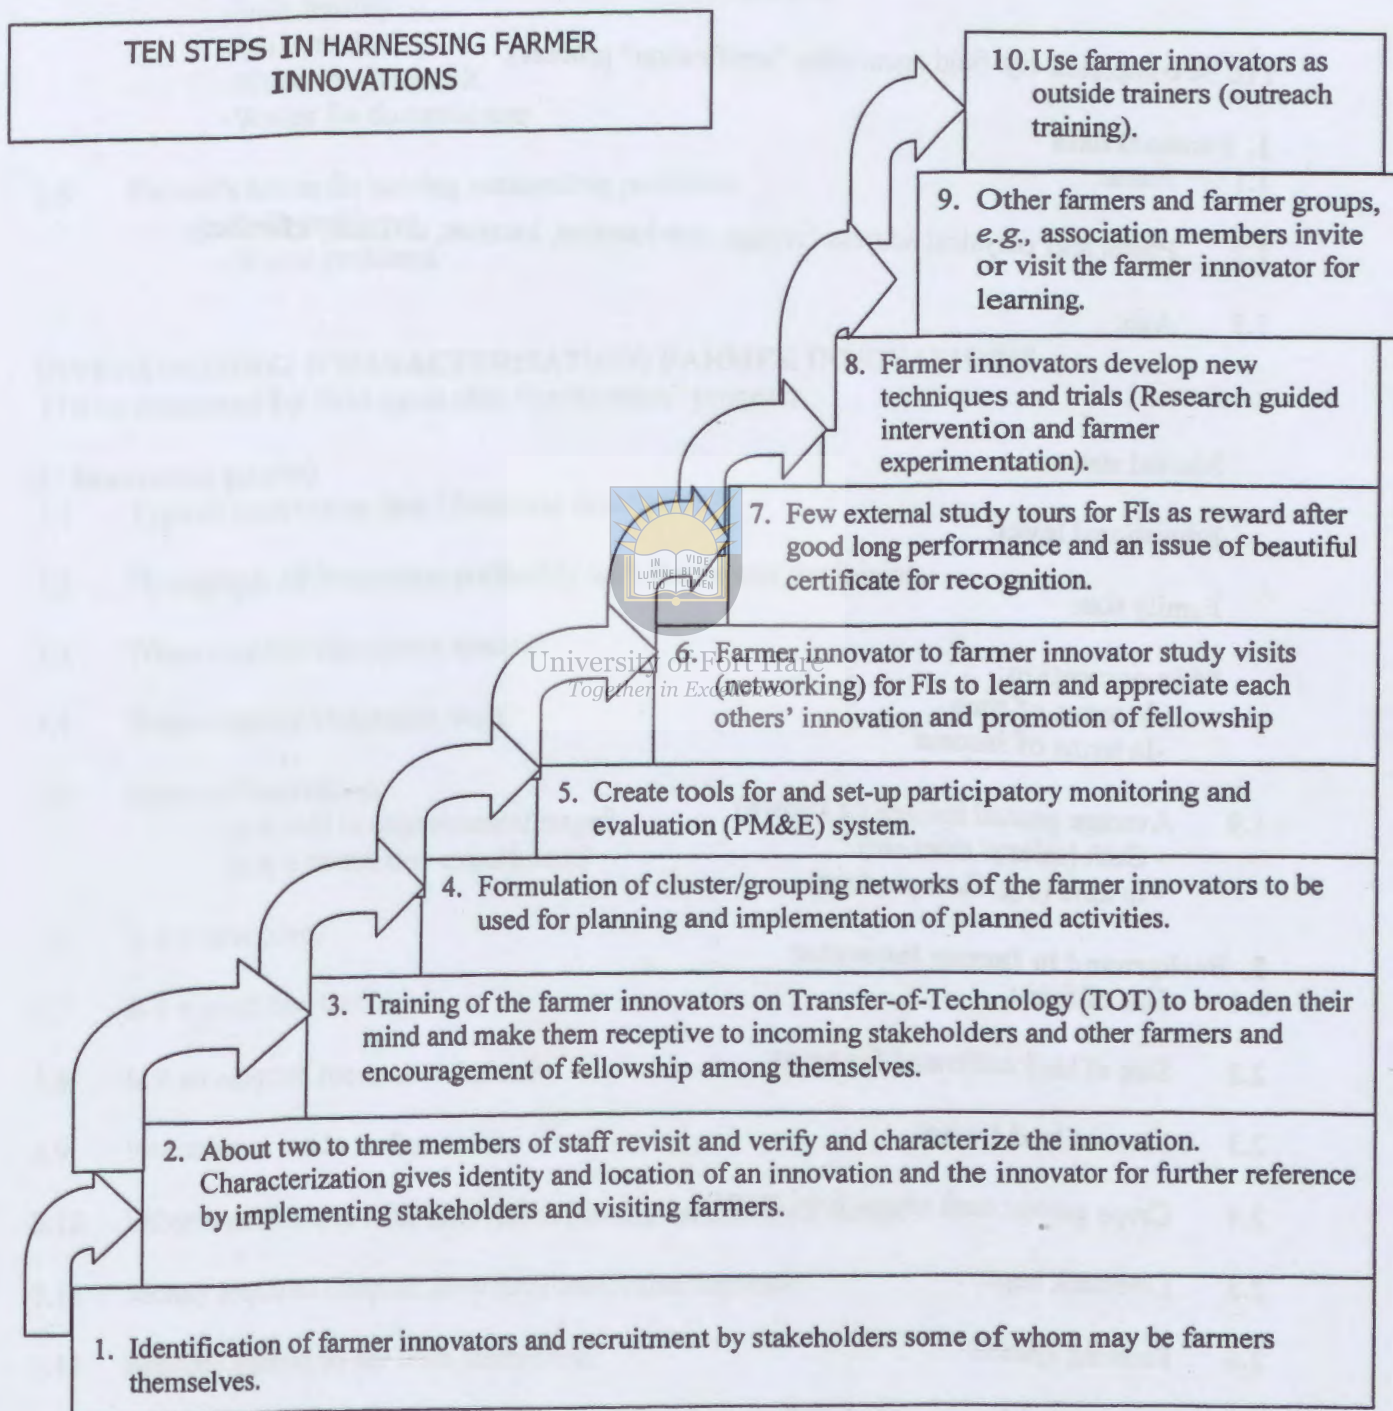 TEN STEPS IN HARNESSING FARMER
INNOVATIONS
10. Use farmer innovators as
outside trainers (outreach
training).
9. Other farmers and farmer groups,
e.g., association members invite
or visit the farmer innovator for
learning.
8. Farmer innovators develop new
techniques and trials (Research guided
intervention and farmer
experimentation).
7. Few external study tours for FIs as reward after
good long performance and an issue of beautiful
certificate for recognition.
IN VIDE
LUMINE BIMUS
TUO LUMEN
University of Fort Hare
Together in Excellence
6. Farmer innovator to farmer innovator study visits
(networking) for FIs to learn and appreciate each
others' innovation and promotion of fellowship
5. Create tools for and set-up participatory monitoring and
evaluation (PM&E) system.
4. Formulation of cluster/grouping networks of the farmer innovators to be
used for planning and implementation of planned activities.
3. Training of the farmer innovators on Transfer-of-Technology (TOT) to broaden their
mind and make them receptive to incoming stakeholders and other farmers and
encouragement of fellowship among themselves.
2. About two to three members of staff revisit and verify and characterize the innovation.
Characterization gives identity and location of an innovation and the innovator for further reference
by implementing stakeholders and visiting farmers.
1. Identification of farmer innovators and recruitment by stakeholders some of whom may be farmers
themselves.